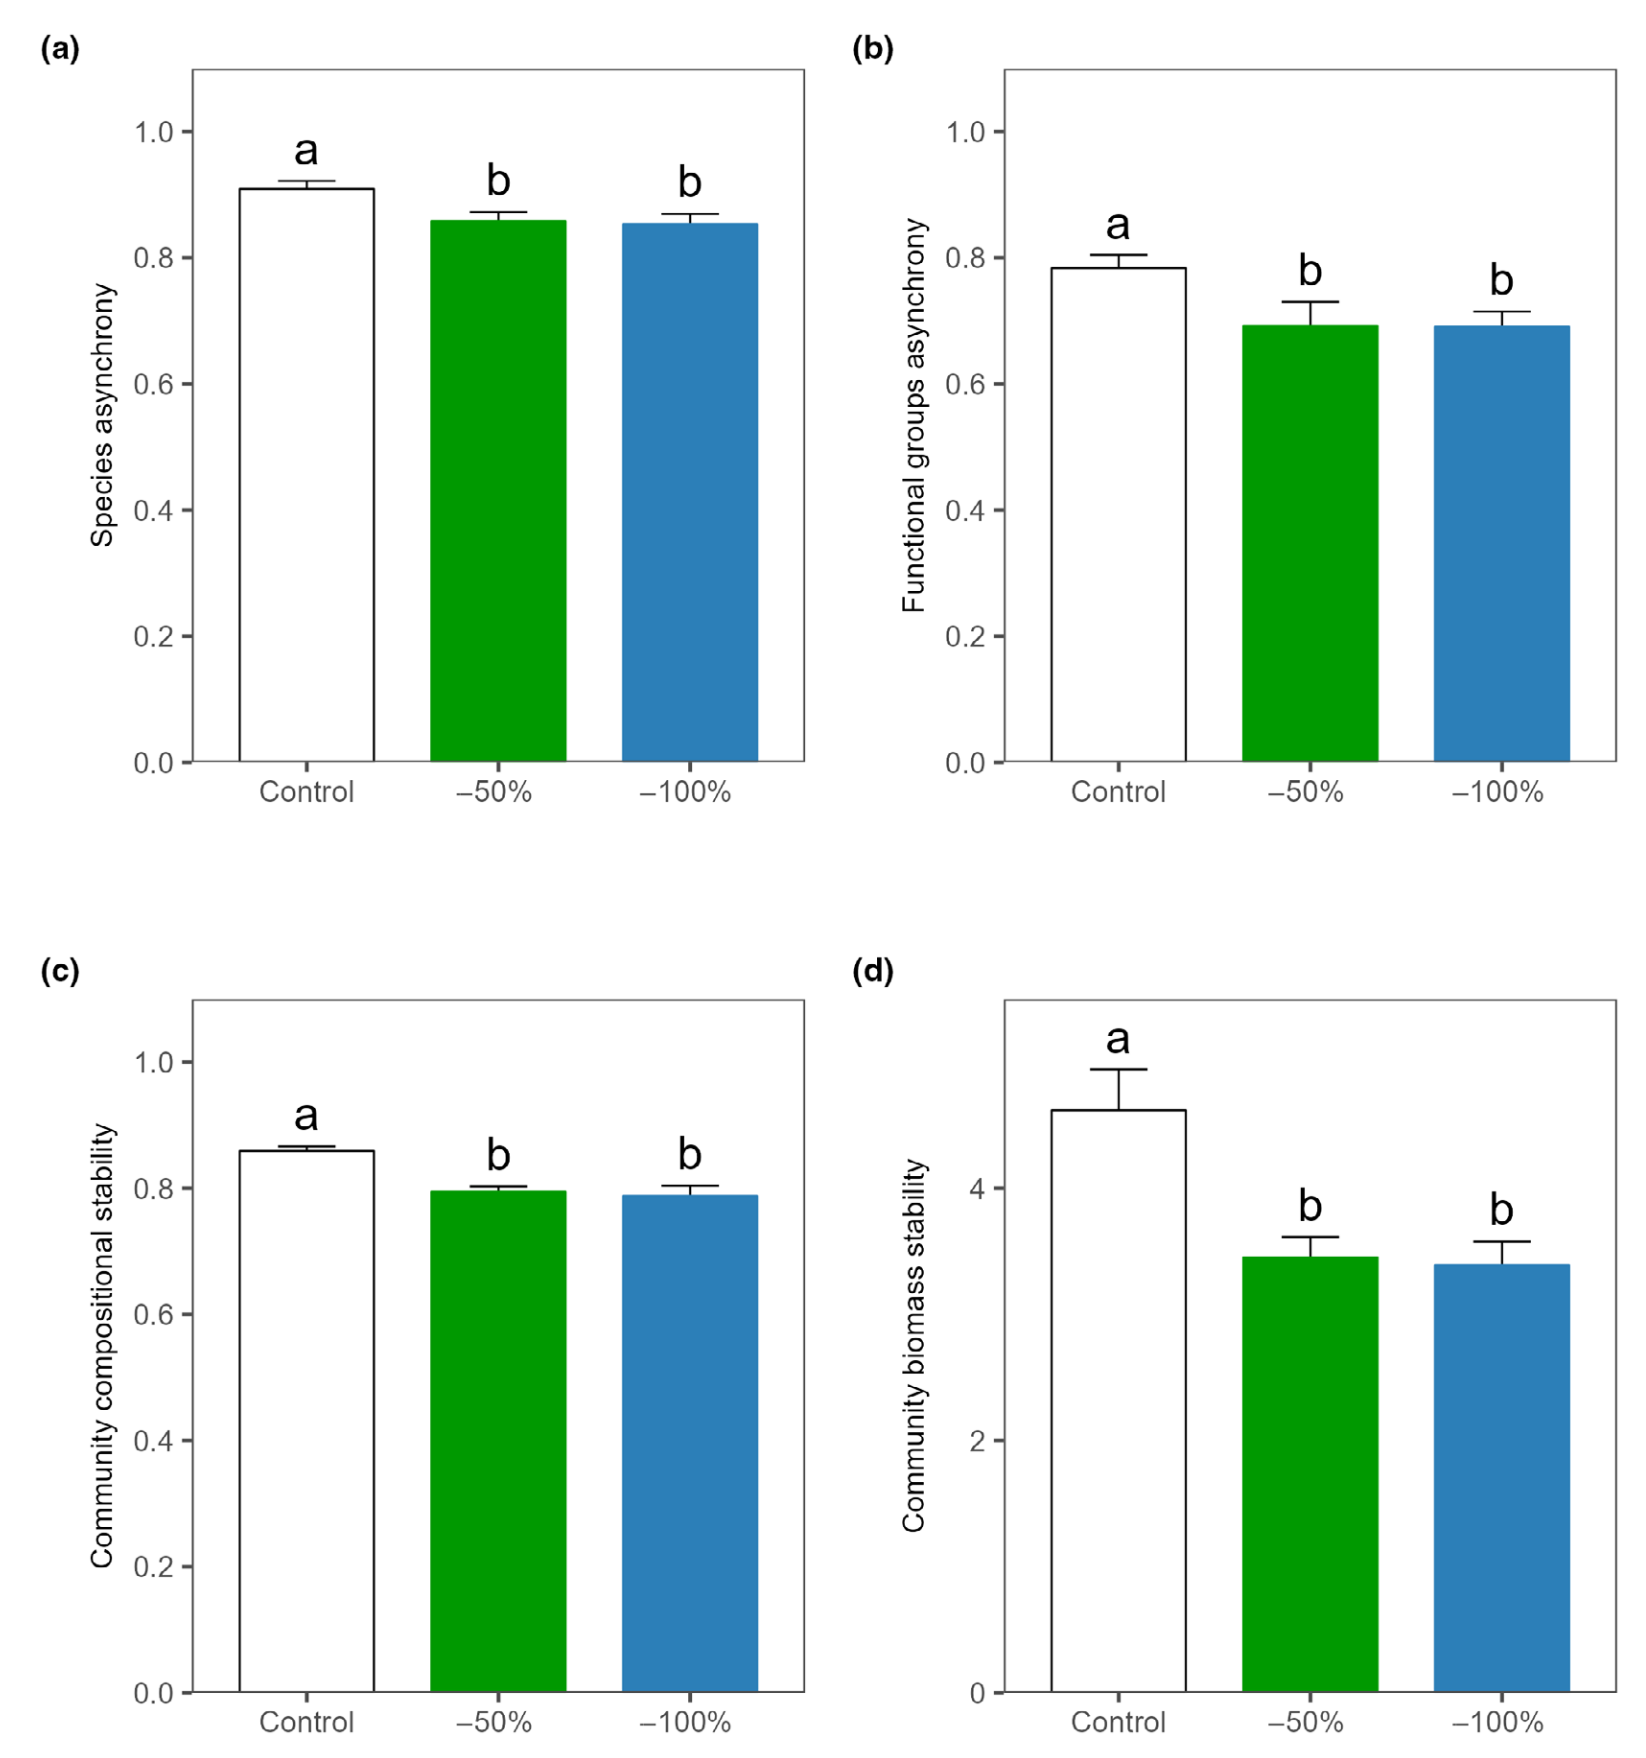 (a)
Species asynchrony
1.0
0.8
0.6
0.4
0.2
0.0
a
b
b
Control
–50%
–100%
(b)
Functional groups asynchrony
1.0
0.8
0.6
0.4
0.2
0.0
a
b
b
Control
–50%
–100%
(c)
Community compositional stability
1.0
0.8
0.6
0.4
0.2
0.0
a
b
b
Control
–50%
–100%
(d)
Community biomass stability
4
2
0
a
b
b
Control
–50%
–100%